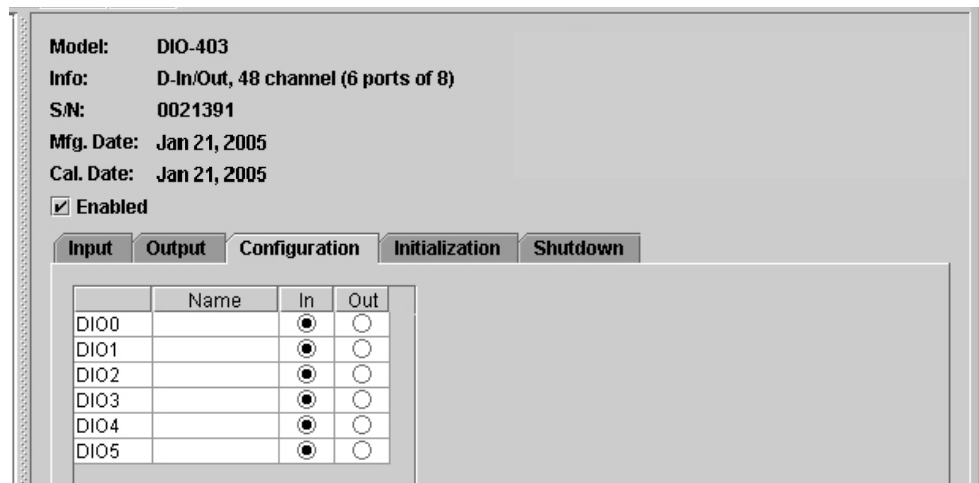 Model: DIO-403
Info: D-In/Out, 48 channel (6 ports of 8)
S/N: 0021391
Mfg. Date: Jan 21, 2005
Cal. Date: Jan 21, 2005
Enabled
Input Output Configuration Initialization Shutdown
Name In Out
DIO0
DIO1
DIO2
DIO3
DIO4
DIO5